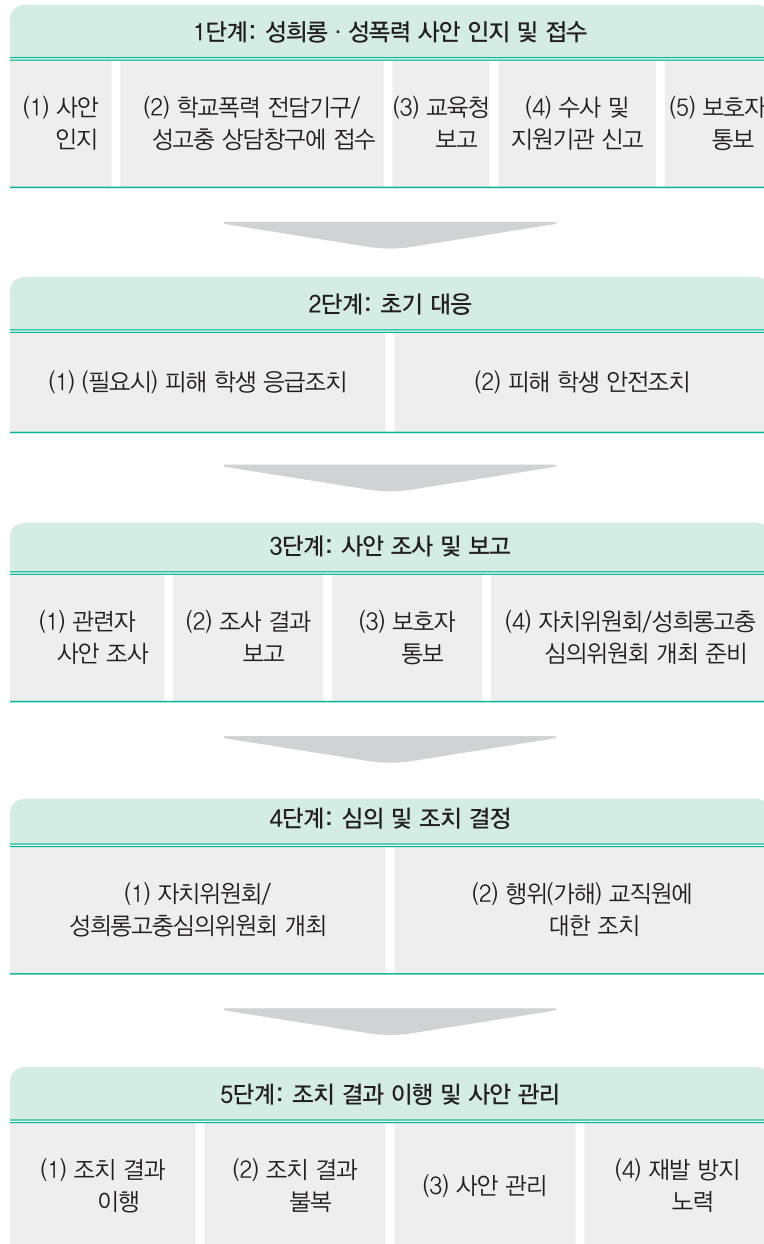 1단계: 성희롱 · 성폭력 사안 인지 및 접수
(1) 사안
인지
(2) 학교폭력 전담기구/
성고충 상담창구에 접수
(3) 교육청
보고
(4) 수사 및
지원기관 신고
(5) 보호자
통보
2단계: 초기 대응
(1) (필요시) 피해 학생 응급조치
(2) 피해 학생 안전조치
3단계: 사안 조사 및 보고
(1) 관련자
사안 조사
(2) 조사 결과
보고
(3) 보호자
통보
(4) 자치위원회/성희롱고충
심의위원회 개최 준비
4단계: 심의 및 조치 결정
(1) 자치위원회/
성희롱고충심의위원회 개최
(2) 행위(가해) 교직원에
대한 조치
5단계: 조치 결과 이행 및 사안 관리
(1) 조치 결과
이행
(2) 조치 결과
불복
(3) 사안 관리
(4) 재발 방지
노력